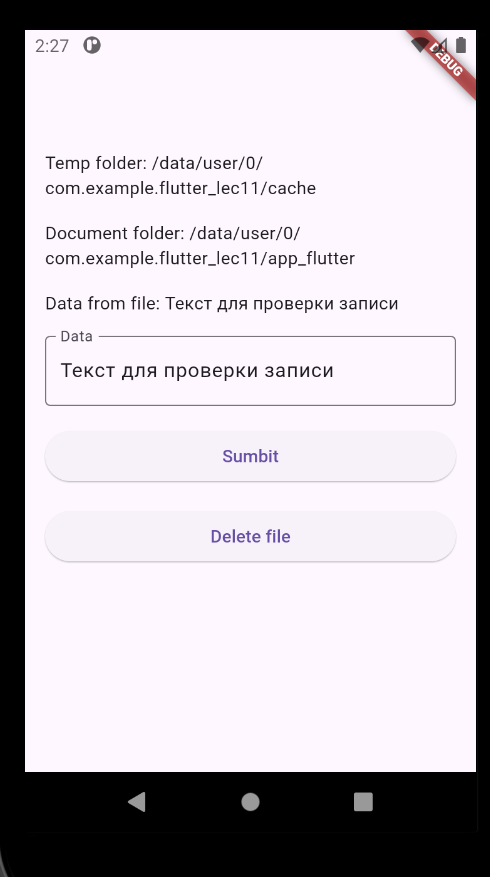 2:27
DEBUG
Temp folder: /data/user/0/
com.example.flutter_lec11/cache
Document folder: /data/user/0/
com.example.flutter_lec11/app_flutter
Data from file: Текст для проверки записи
Data
Текст для проверки записи
Sumbit
Delete file